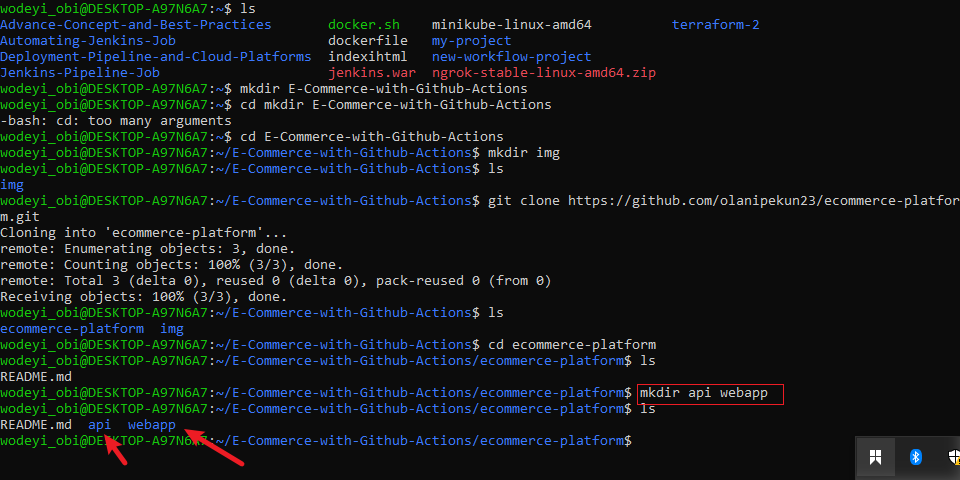 wodeyi_obi@DESKTOP-A97N6A7:~$ ls
Advance-Concept-and-Best-Practices docker.sh minikube-linux-amd64 terraform-2
Automating-Jenkins-Job dockerfile my-project
Deployment-Pipeline-and-Cloud-Platforms indexihtml new-workflow-project
Jenkins-Pipeline-Job jenkins.war ngrok-stable-linux-amd64.zip
wodeyi_obi@DESKTOP-A97N6A7:~$ mkdir E-Commerce-with-Github-Actions
wodeyi_obi@DESKTOP-A97N6A7:~$ cd mkdir E-Commerce-with-Github-Actions
-bash: cd: too many arguments
wodeyi_obi@DESKTOP-A97N6A7:~$ cd E-Commerce-with-Github-Actions
wodeyi_obi@DESKTOP-A97N6A7:~/E-Commerce-with-Github-Actions$ mkdir img
wodeyi_obi@DESKTOP-A97N6A7:~/E-Commerce-with-Github-Actions$ ls
img
wodeyi_obi@DESKTOP-A97N6A7:~/E-Commerce-with-Github-Actions$ git clone https://github.com/olanipekun23/ecommerce-platfor
m.git
Cloning into 'ecommerce-platform'...
remote: Enumerating objects: 3, done.
remote: Counting objects: 100% (3/3), done.
remote: Total 3 (delta 0), reused 0 (delta 0), pack-reused 0 (from 0)
Receiving objects: 100% (3/3), done.
wodeyi_obi@DESKTOP-A97N6A7:~/E-Commerce-with-Github-Actions$ ls
ecommerce-platform img
wodeyi_obi@DESKTOP-A97N6A7:~/E-Commerce-with-Github-Actions$ cd ecommerce-platform
wodeyi_obi@DESKTOP-A97N6A7:~/E-Commerce-with-Github-Actions/ecommerce-platform$ ls
README.md
wodeyi_obi@DESKTOP-A97N6A7:~/E-Commerce-with-Github-Actions/ecommerce-platform$ mkdir api webapp
wodeyi_obi@DESKTOP-A97N6A7:~/E-Commerce-with-Github-Actions/ecommerce-platform$ ls
README.md api webapp
wodeyi_obi@DESKTOP-A97N6A7:~/E-Commerce-with-Github-Actions/ecommerce-platform$